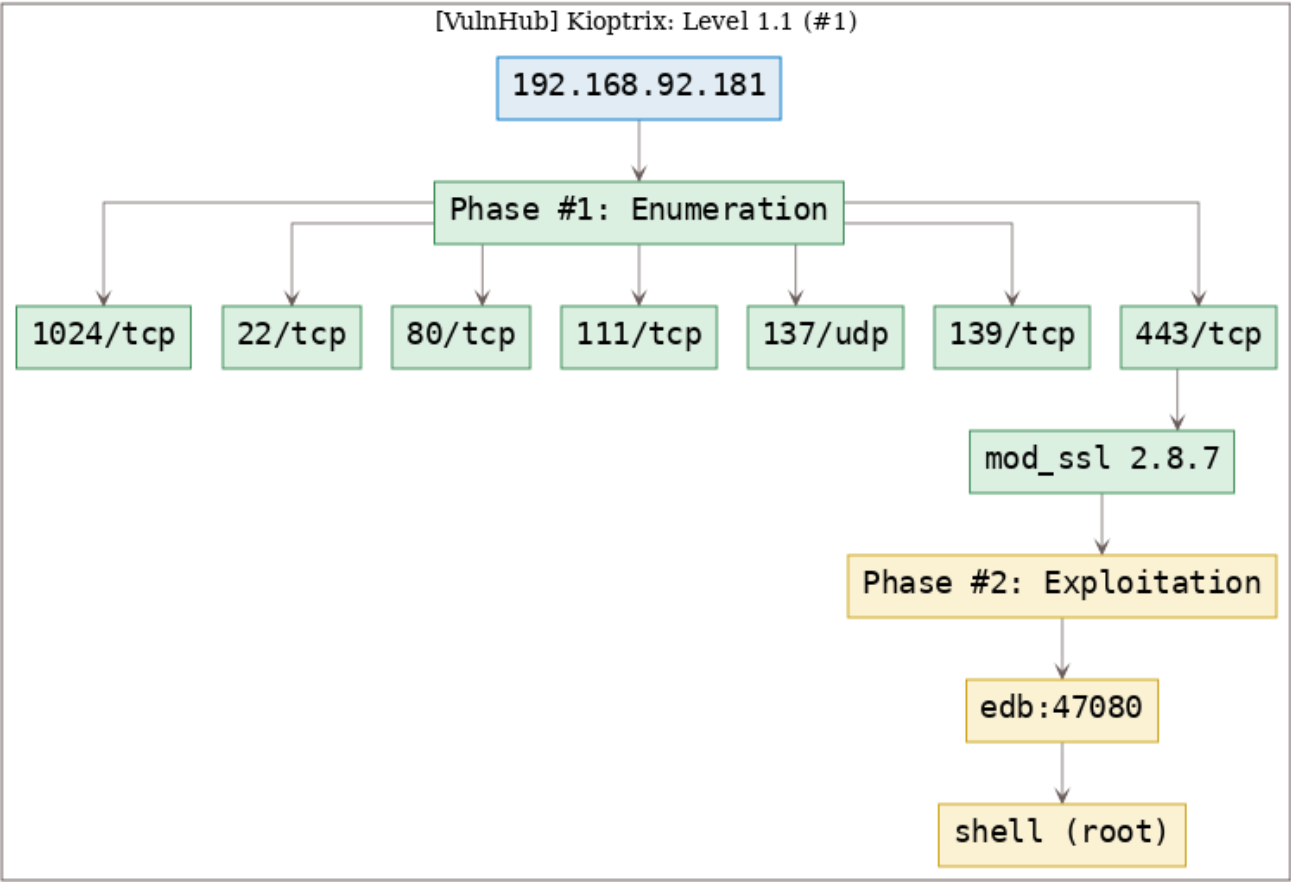 [VulnHub] Kioptrix: Level 1.1 (#1)
192.168.92.181
Phase #1: Enumeration
1024/tcp
22/tcp
80/tcp
111/tcp
137/udp
139/tcp
443/tcp
mod_ssl 2.8.7
Phase #2: Exploitation
edb:47080
shell (root)